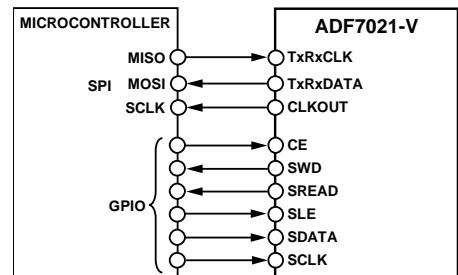 MICROCONTROLLER
ADF7021-V
MISO
TxRxCLK
SPI
MOSI
TxRxDATA
SCLK
CLKOUT
CE
SWD
SREAD
GPIO
SLE
SDATA
SCLK